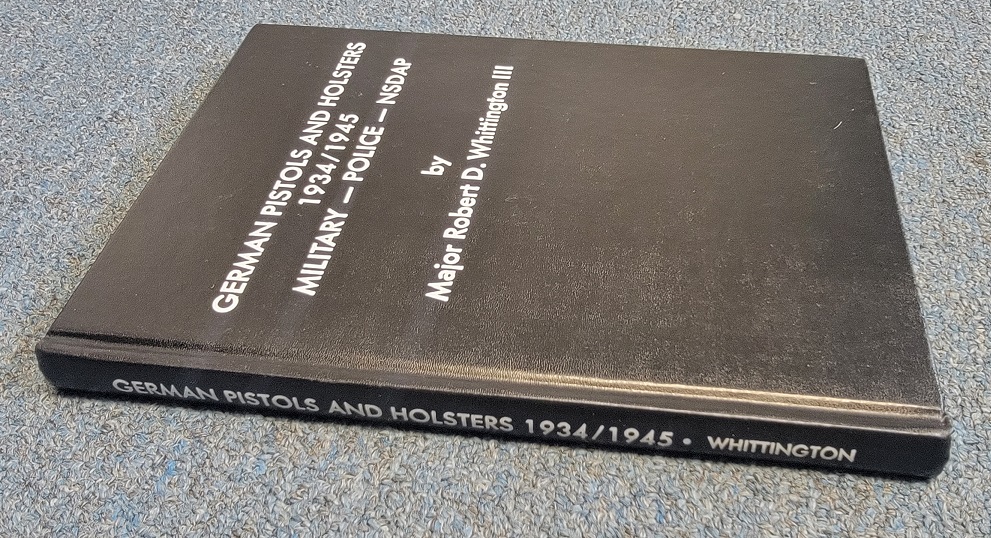 GERMAN PISTOLS AND HOLSTERS
1934/1945
MILITARY — POLICE — NSDAP
by
Major Robert D. Whittington III
GERMAN PISTOLS AND HOLSTERS 1934/1945 • WHITTINGTON